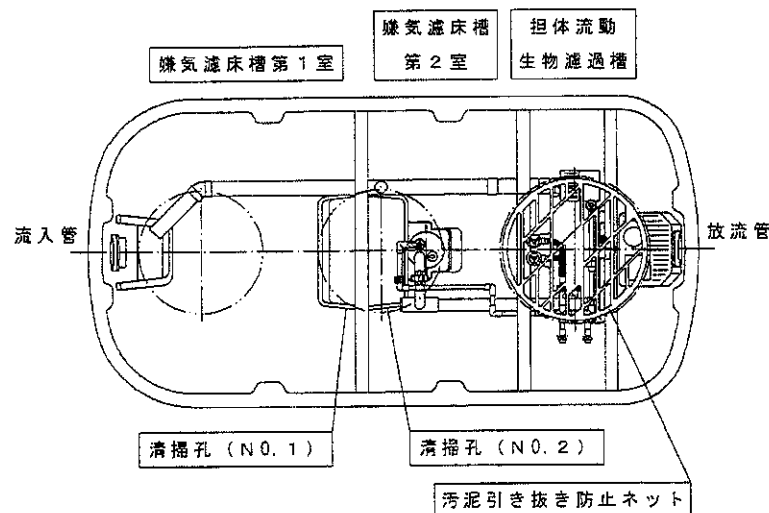 嫌気濾床槽第1室
嫌気濾床槽
第2室
担体流動
生物濾過槽
流入管
放流管
清掃孔 (NO.1)
清掃孔 (NO.2)
汚泥引き抜き防止ネット